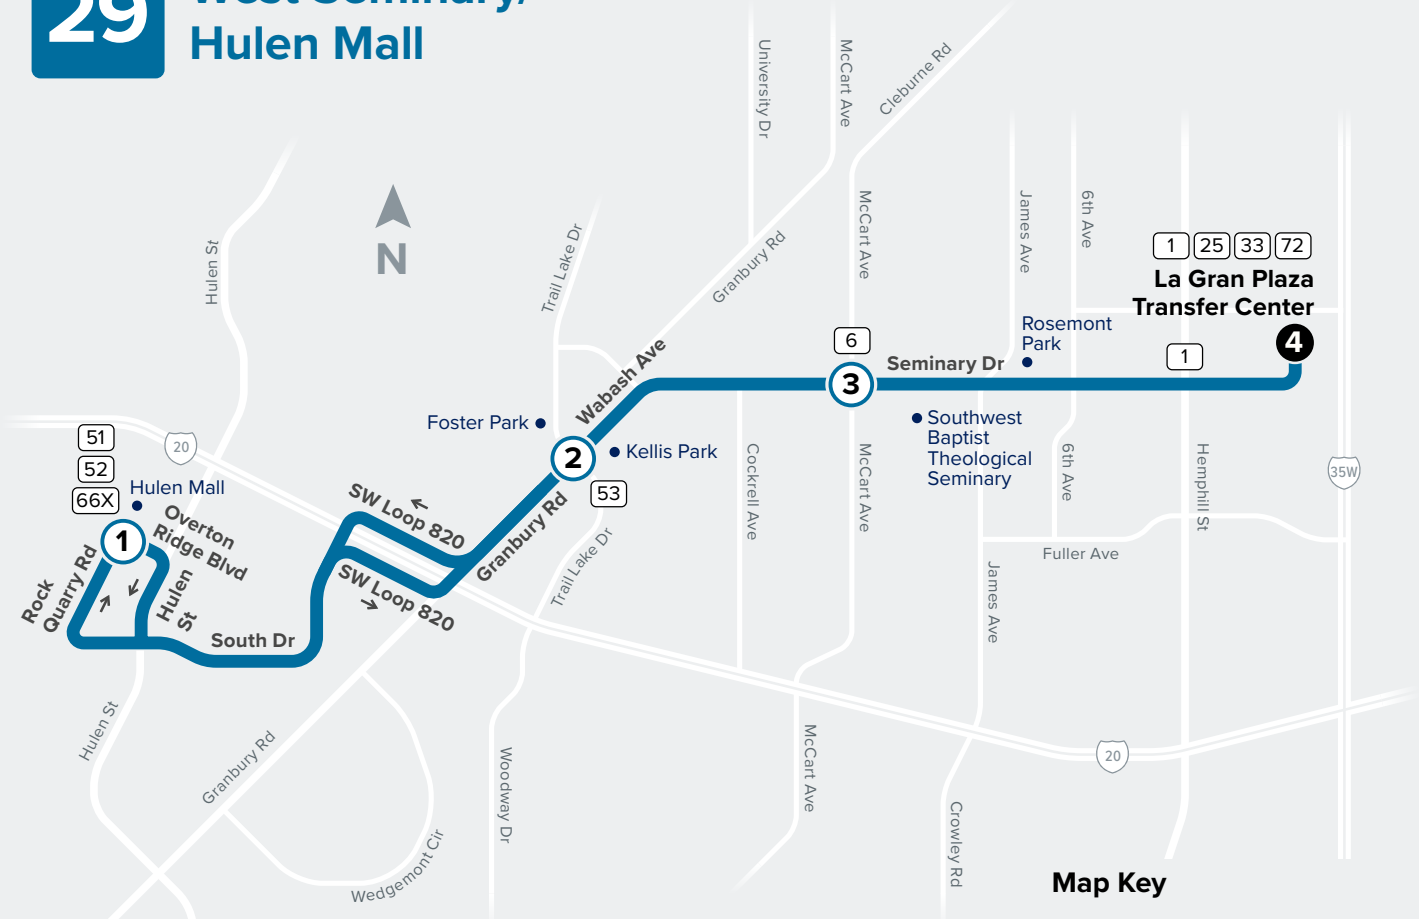 29
West Seminary/
Hulen Mall
University Dr
McCart Ave
Cleburne Rd
N
Hulen St
Trail Lake Dr
Granbury Rd
McCart Ave
James Ave
6th Ave
1 25 33 72
La Gran Plaza
Transfer Center
4
Rosemont
Park
1
6
3
Seminary Dr
Wabash Ave
Foster Park
2
Kellis Park
53
Southwest
Baptist
Theological
Seminary
Cockrell Ave
McCart Ave
6th Ave
Hemphill St
35W
20
51
52
66X
Hulen Mall
1
Overton
Ridge Blvd
SW Loop 820
SW Loop 820
Granbury Rd
Trail Lake Dr
Rock
Quarry Rd
Hulen
St
South Dr
Fuller Ave
James Ave
Hulen St
Granbury Rd
Woodway Dr
McCart Ave
20
Wedgemont Cir
Crowley Rd
Map Key